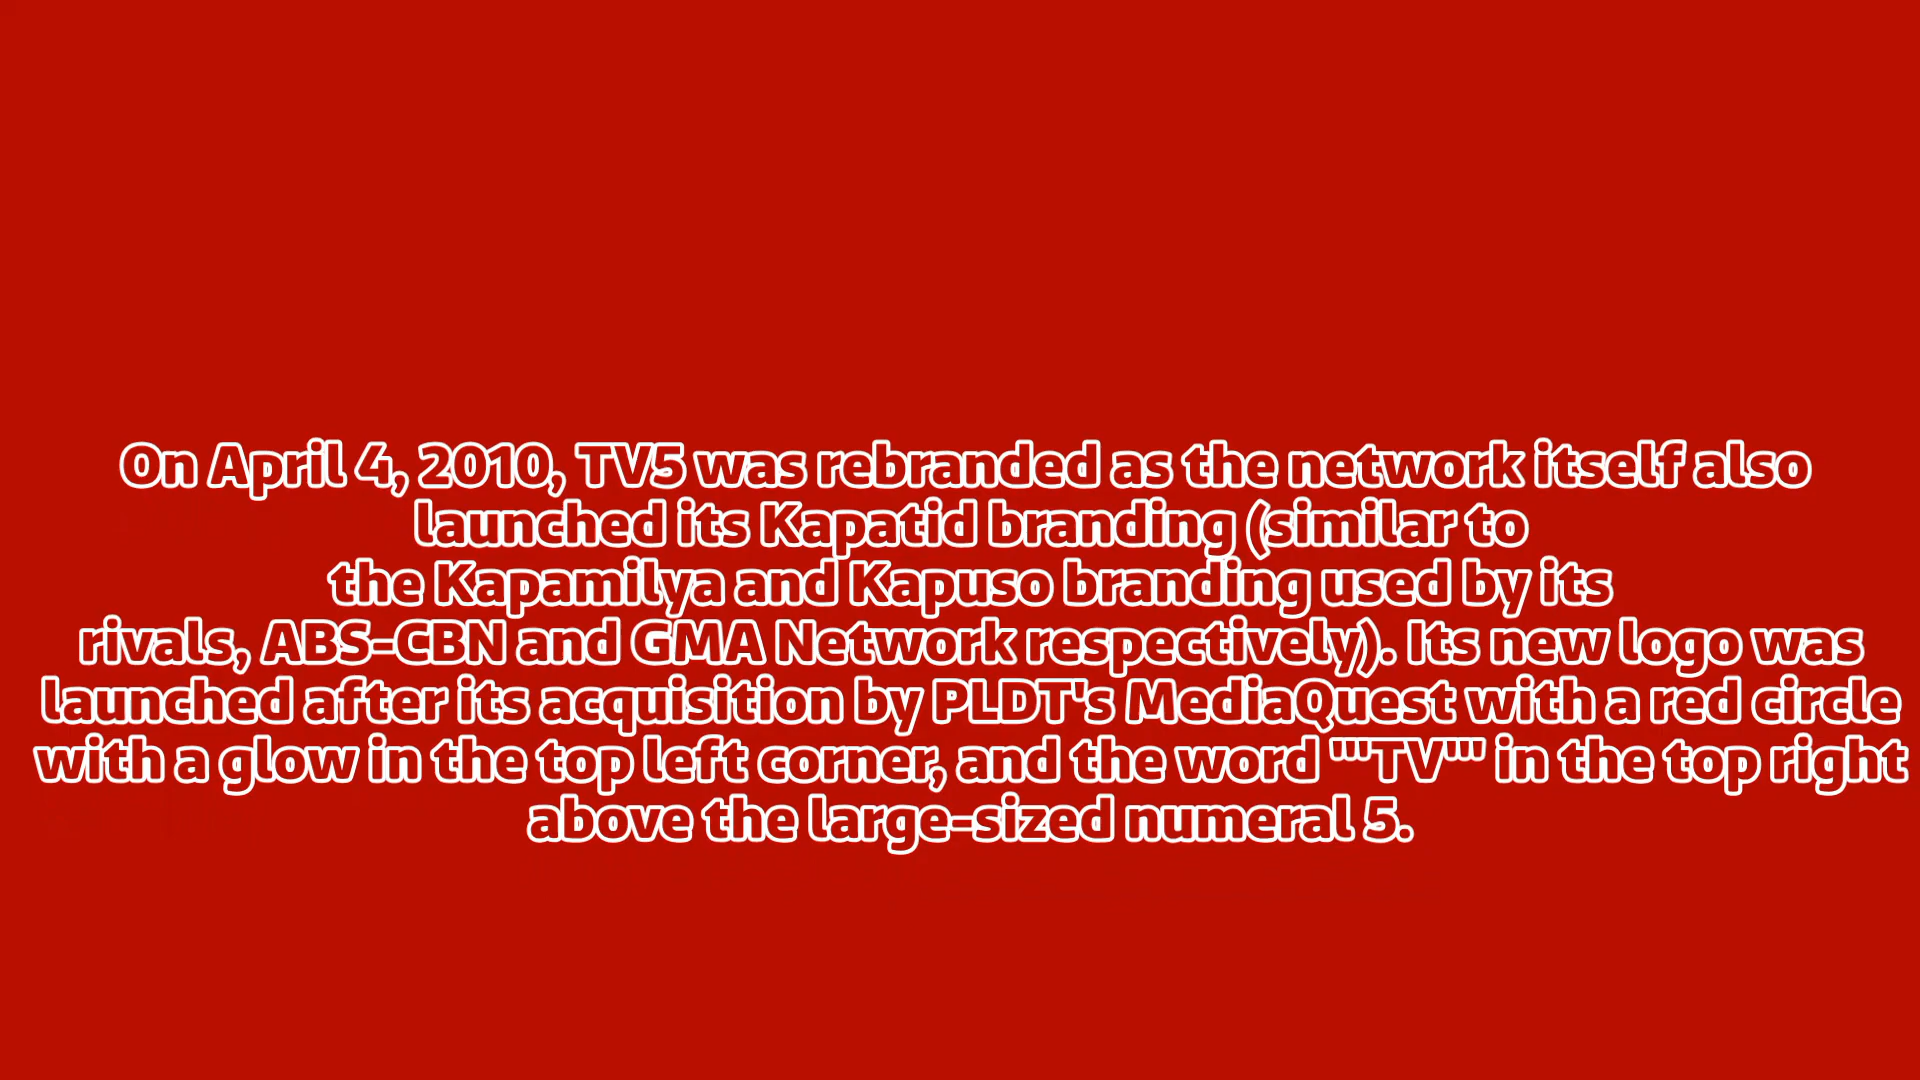 On April 4, 2010, TV5 was rebranded as the network itself also
launched its Kapatid branding (similar to
the Kapamilya and Kapuso branding used by its
rivals, ABS-CBN and GMA Network respectively). Its new logo was
launched after its acquisition by PLDT's MediaQuest with a red circle
with a glow in the top left corner, and the word "'TV'" in the top right
above the large-sized numeral 5.